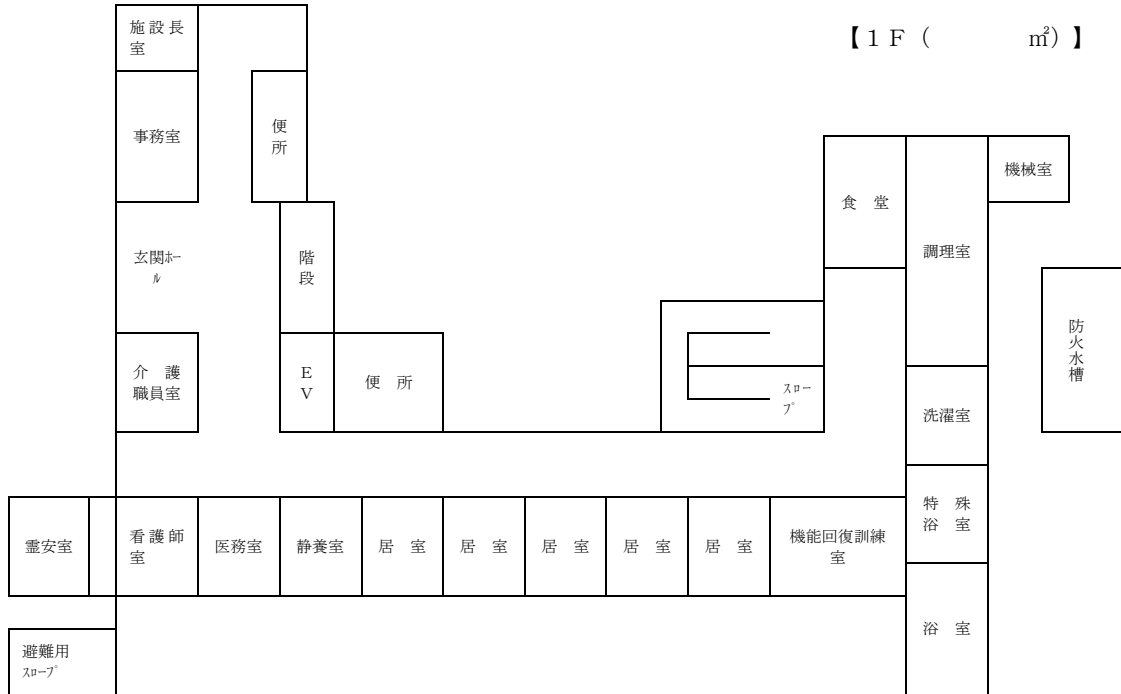 施設長
室
【１Ｆ（　　　　㎡）】
事務室
便
所
機械室
食　堂
調理室
玄関ﾎｰ
ﾙ
階
段
防
火
水
槽
介　護
職員室
Ｅ
Ｖ
便　所
ｽﾛｰ
ﾌﾟ
洗濯室
特　殊
浴　室
霊安室
看護師
室
医務室
静養室
居　室
居　室
居　室
居　室
居　室
機能回復訓練
室
浴　室
避難用
ｽﾛｰﾌﾟ